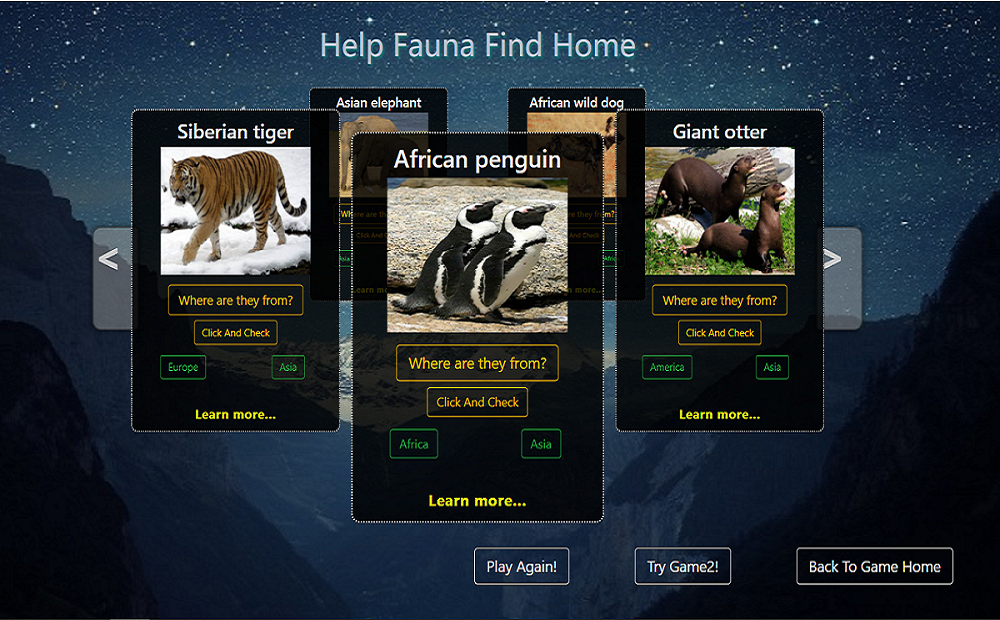 Help Fauna Find Home
Asian elephant
African wild dog
Siberian tiger
African penguin
Giant otter
<
>
Where are they from?
Click And Check
Europe
Asia
Learn more...
Where are they from?
Click And Check
Africa
Asia
Learn more...
Where are they from?
Click And Check
America
Asia
Learn more...
Play Again!
Try Game2!
Back To Game Home